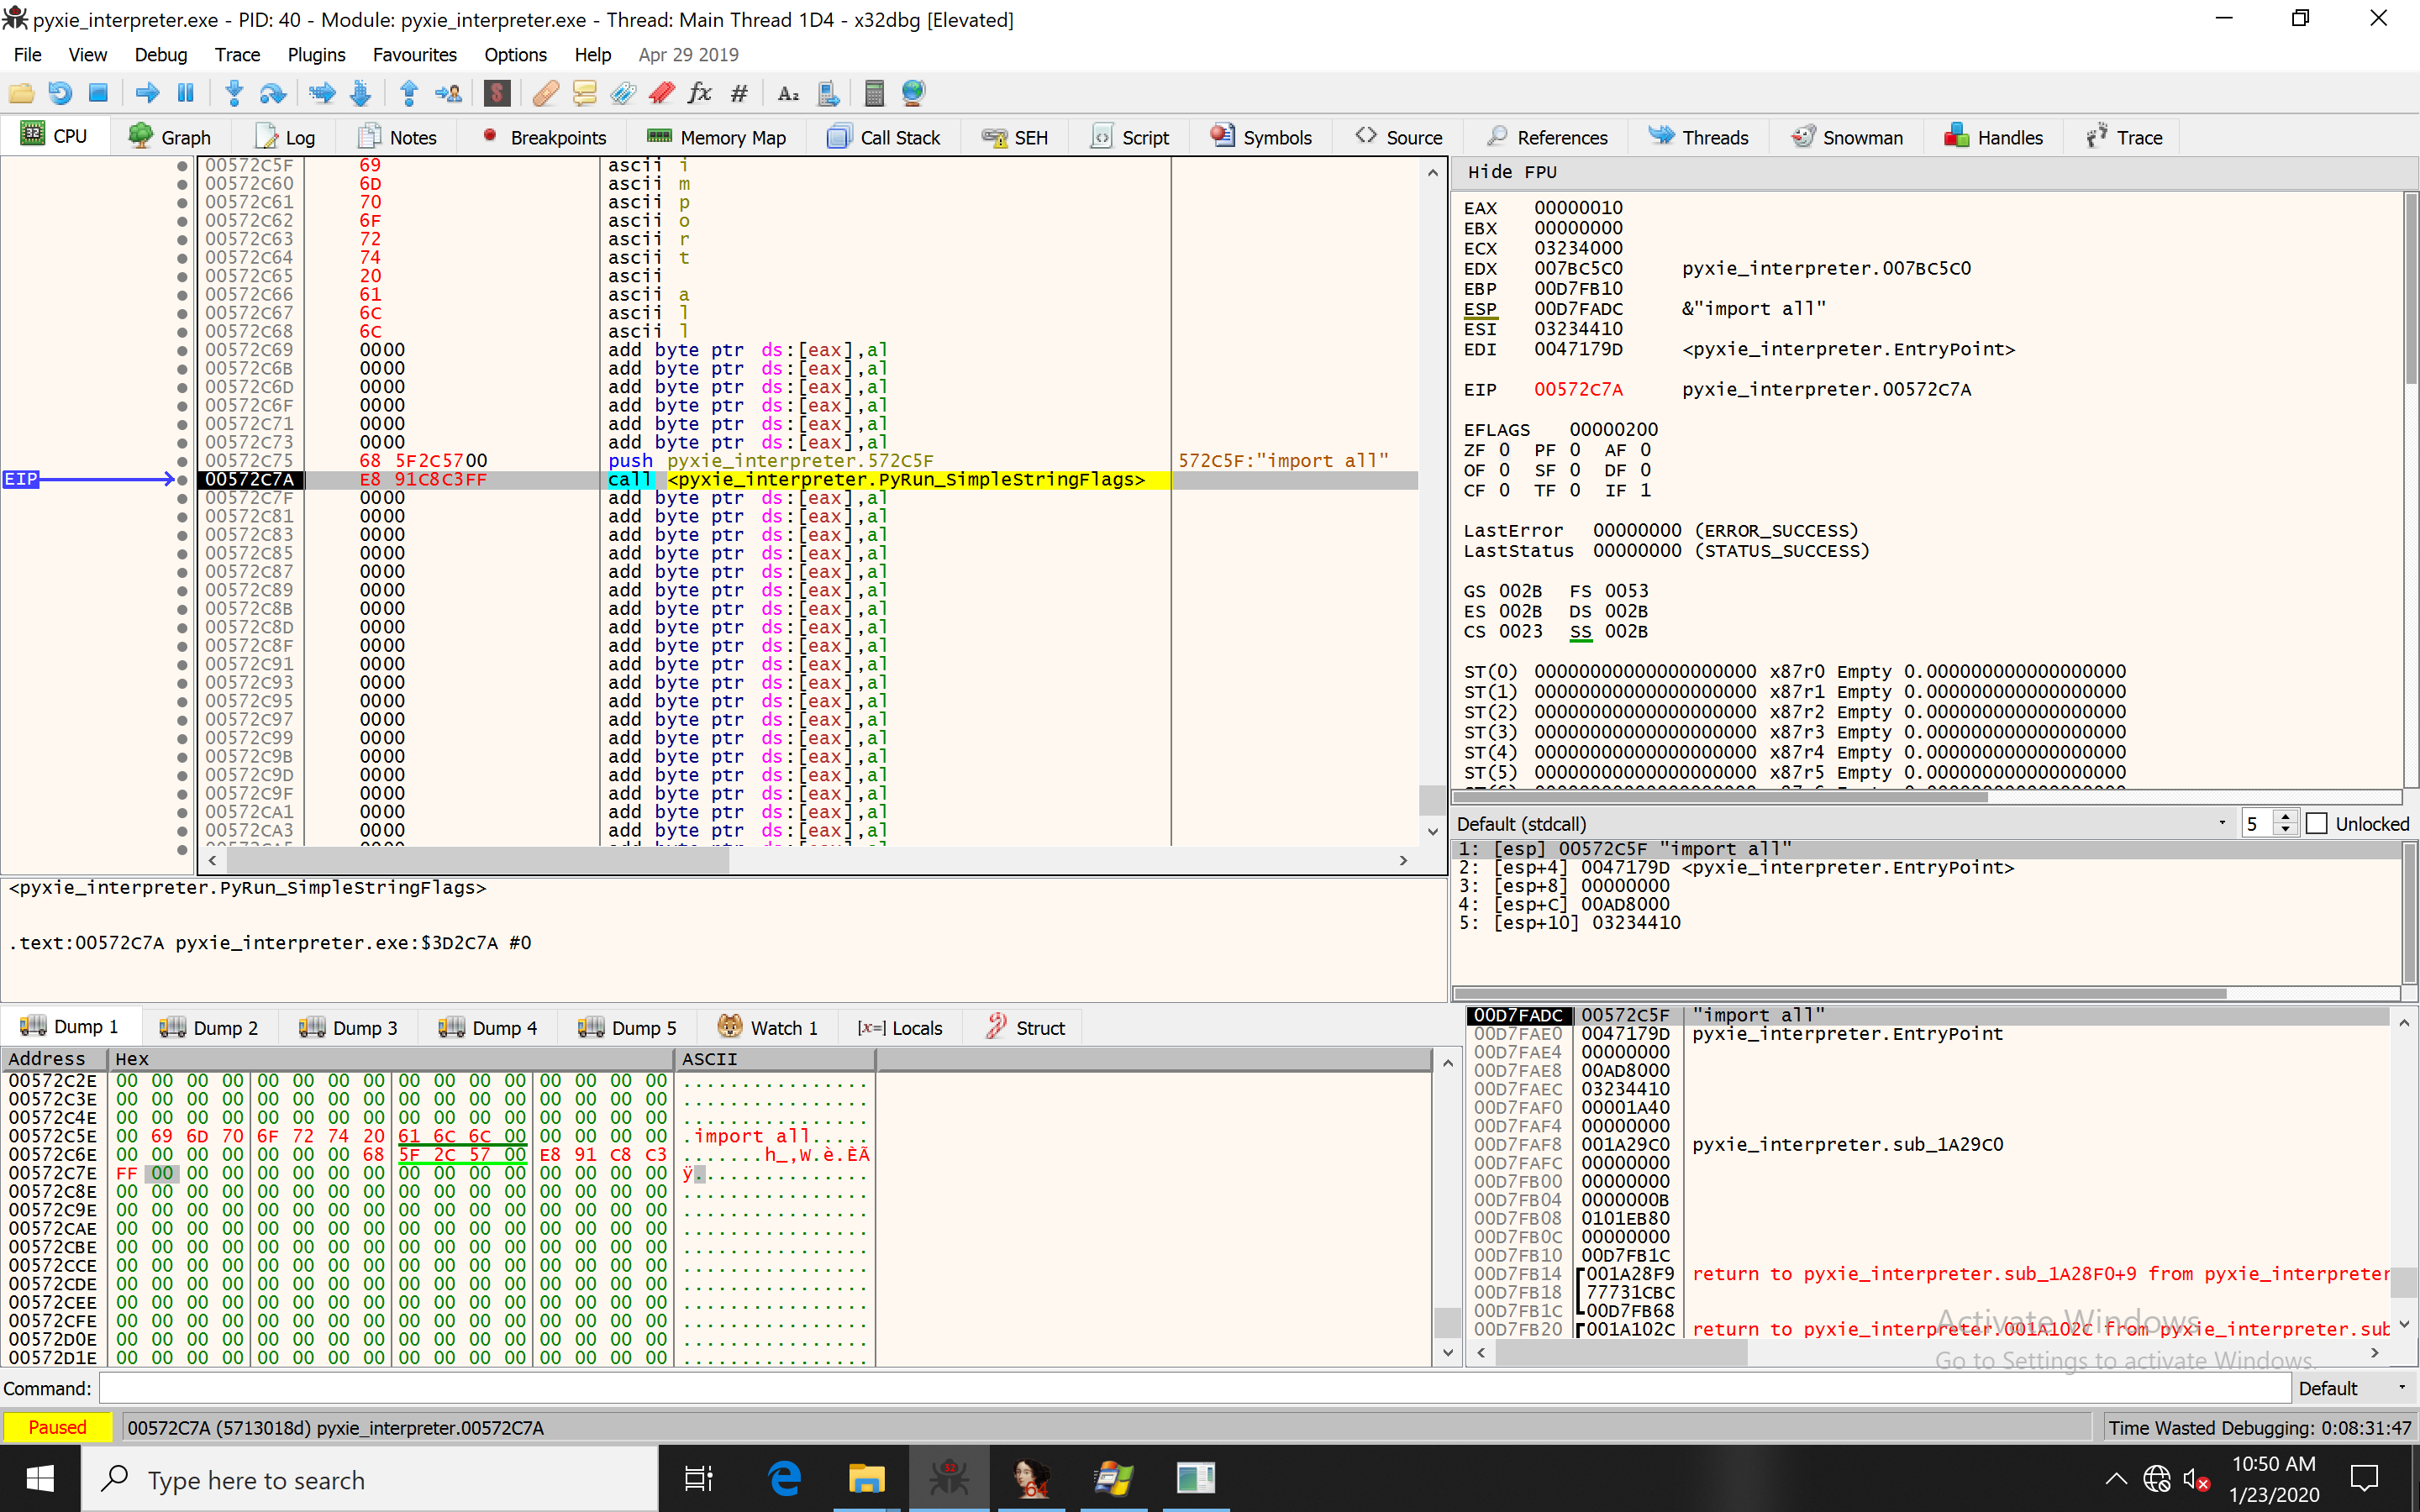 pyxie_interpreter.exe - PID: 40 - Module: pyxie_interpreter.exe - Thread: Main Thread 1D4 - x32dbg [Elevated]
File View Debug Trace Plugins Favourites Options Help Apr 29 2019
CPU Graph Log Notes Breakpoints Memory Map Call Stack SEH Script Symbols Source References Threads Snowman Handles Trace
00572C5F 69 ascii i
00572C60 6D ascii m
00572C61 70 ascii p
00572C62 6F ascii o
00572C63 72 ascii r
00572C64 74 ascii t
00572C65 20 ascii
00572C66 61 ascii a
00572C67 6C ascii l
00572C68 6C ascii l
00572C69 0000 add byte ptr ds:[eax],al
00572C6B 0000 add byte ptr ds:[eax],al
00572C6D 0000 add byte ptr ds:[eax],al
00572C6F 0000 add byte ptr ds:[eax],al
00572C71 0000 add byte ptr ds:[eax],al
00572C73 0000 add byte ptr ds:[eax],al
00572C75 68 5F2C5700 push pyxie_interpreter.572C5F 572C5F:"import all"
EIP 00572C7A E8 91C8C3FF call <pyxie_interpreter.PyRun_SimpleStringFlags>
00572C7F 0000 add byte ptr ds:[eax],al
00572C81 0000 add byte ptr ds:[eax],al
00572C83 0000 add byte ptr ds:[eax],al
00572C85 0000 add byte ptr ds:[eax],al
00572C87 0000 add byte ptr ds:[eax],al
00572C89 0000 add byte ptr ds:[eax],al
00572C8B 0000 add byte ptr ds:[eax],al
00572C8D 0000 add byte ptr ds:[eax],al
00572C8F 0000 add byte ptr ds:[eax],al
00572C91 0000 add byte ptr ds:[eax],al
00572C93 0000 add byte ptr ds:[eax],al
00572C95 0000 add byte ptr ds:[eax],al
00572C97 0000 add byte ptr ds:[eax],al
00572C99 0000 add byte ptr ds:[eax],al
00572C9B 0000 add byte ptr ds:[eax],al
00572C9D 0000 add byte ptr ds:[eax],al
00572C9F 0000 add byte ptr ds:[eax],al
00572CA1 0000 add byte ptr ds:[eax],al
00572CA3 0000 add byte ptr ds:[eax],al
<pyxie_interpreter.PyRun_SimpleStringFlags>
.text:00572C7A pyxie_interpreter.exe:$3D2C7A #0
Hide FPU
EAX 00000010
EBX 00000000
ECX 03234000
EDX 007BC5C0 pyxie_interpreter.007BC5C0
EBP 00D7FB10
ESP 00D7FADC &"import all"
ESI 03234410
EDI 0047179D <pyxie_interpreter.EntryPoint>
EIP 00572C7A pyxie_interpreter.00572C7A
EFLAGS 00000200
ZF 0 PF 0 AF 0
OF 0 SF 0 DF 0
CF 0 TF 0 IF 1
LastError 00000000 (ERROR_SUCCESS)
LastStatus 00000000 (STATUS_SUCCESS)
GS 002B FS 0053
ES 002B DS 002B
CS 0023 SS 002B
ST(0) 00000000000000000000 x87r0 Empty 0.000000000000000000
ST(1) 00000000000000000000 x87r1 Empty 0.000000000000000000
ST(2) 00000000000000000000 x87r2 Empty 0.000000000000000000
ST(3) 00000000000000000000 x87r3 Empty 0.000000000000000000
ST(4) 00000000000000000000 x87r4 Empty 0.000000000000000000
ST(5) 00000000000000000000 x87r5 Empty 0.000000000000000000
Default (stdcall) 5 Unlocked
1: [esp] 00572C5F "import all"
2: [esp+4] 0047179D <pyxie_interpreter.EntryPoint>
3: [esp+8] 00000000
4: [esp+C] 00AD8000
5: [esp+10] 03234410
Dump 1 Dump 2 Dump 3 Dump 4 Dump 5 Watch 1 [x=] Locals Struct
Address Hex ASCII
00572C2E 00 00 00 00 00 00 00 00 00 00 00 00 00 00 00 00 ................
00572C3E 00 00 00 00 00 00 00 00 00 00 00 00 00 00 00 00 ................
00572C4E 00 00 00 00 00 00 00 00 00 00 00 00 00 00 00 00 ................
00572C5E 00 69 6D 70 6F 72 74 20 61 6C 6C 00 00 00 00 00 .import all.....
00572C6E 00 00 00 00 00 00 00 68 5F 2C 57 00 E8 91 C8 C3 .......h_,W.è.ÈÃ
00572C7E FF 00 00 00 00 00 00 00 00 00 00 00 00 00 00 00 ÿ...............
00572C8E 00 00 00 00 00 00 00 00 00 00 00 00 00 00 00 00 ................
00572C9E 00 00 00 00 00 00 00 00 00 00 00 00 00 00 00 00 ................
00572CAE 00 00 00 00 00 00 00 00 00 00 00 00 00 00 00 00 ................
00572CBE 00 00 00 00 00 00 00 00 00 00 00 00 00 00 00 00 ................
00572CCE 00 00 00 00 00 00 00 00 00 00 00 00 00 00 00 00 ................
00572CDE 00 00 00 00 00 00 00 00 00 00 00 00 00 00 00 00 ................
00572CEE 00 00 00 00 00 00 00 00 00 00 00 00 00 00 00 00 ................
00572CFE 00 00 00 00 00 00 00 00 00 00 00 00 00 00 00 00 ................
00572D0E 00 00 00 00 00 00 00 00 00 00 00 00 00 00 00 00 ................
00572D1E 00 00 00 00 00 00 00 00 00 00 00 00 00 00 00 00 ................
00D7FADC 00572C5F "import all"
00D7FAE0 0047179D pyxie_interpreter.EntryPoint
00D7FAE4 00000000
00D7FAE8 00AD8000
00D7FAEC 03234410
00D7FAF0 00001A40
00D7FAF4 00000000
00D7FAF8 001A29C0 pyxie_interpreter.sub_1A29C0
00D7FAFC 00000000
00D7FB00 00000000
00D7FB04 0000000B
00D7FB08 0101EB80
00D7FB0C 00000000
00D7FB10 00D7FB1C
00D7FB14 001A28F9 return to pyxie_interpreter.sub_1A28F0+9 from pyxie_interpreter
00D7FB18 77731CBC
00D7FB1C 00D7FB68
00D7FB20 001A102C return to pyxie_interpreter.001A102C from pyxie_interpreter.sub
Activate Windows
Go to Settings to activate Windows.
Command: Default
Paused 00572C7A (5713018d) pyxie_interpreter.00572C7A Time Wasted Debugging: 0:08:31:47
Type here to search
64
10:50 AM
1/23/2020